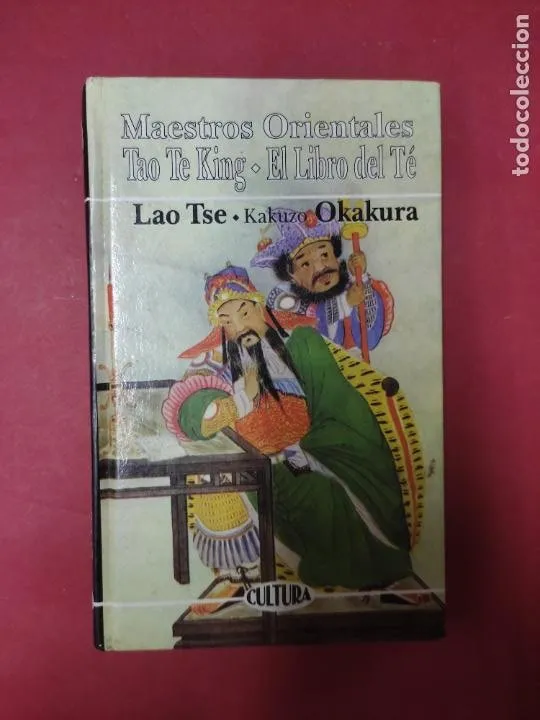 Maestros Orientales
Tao Te King · El Libro del Té
Lao Tse · Kakuzo Okakura
CULTURA
todocoleccion